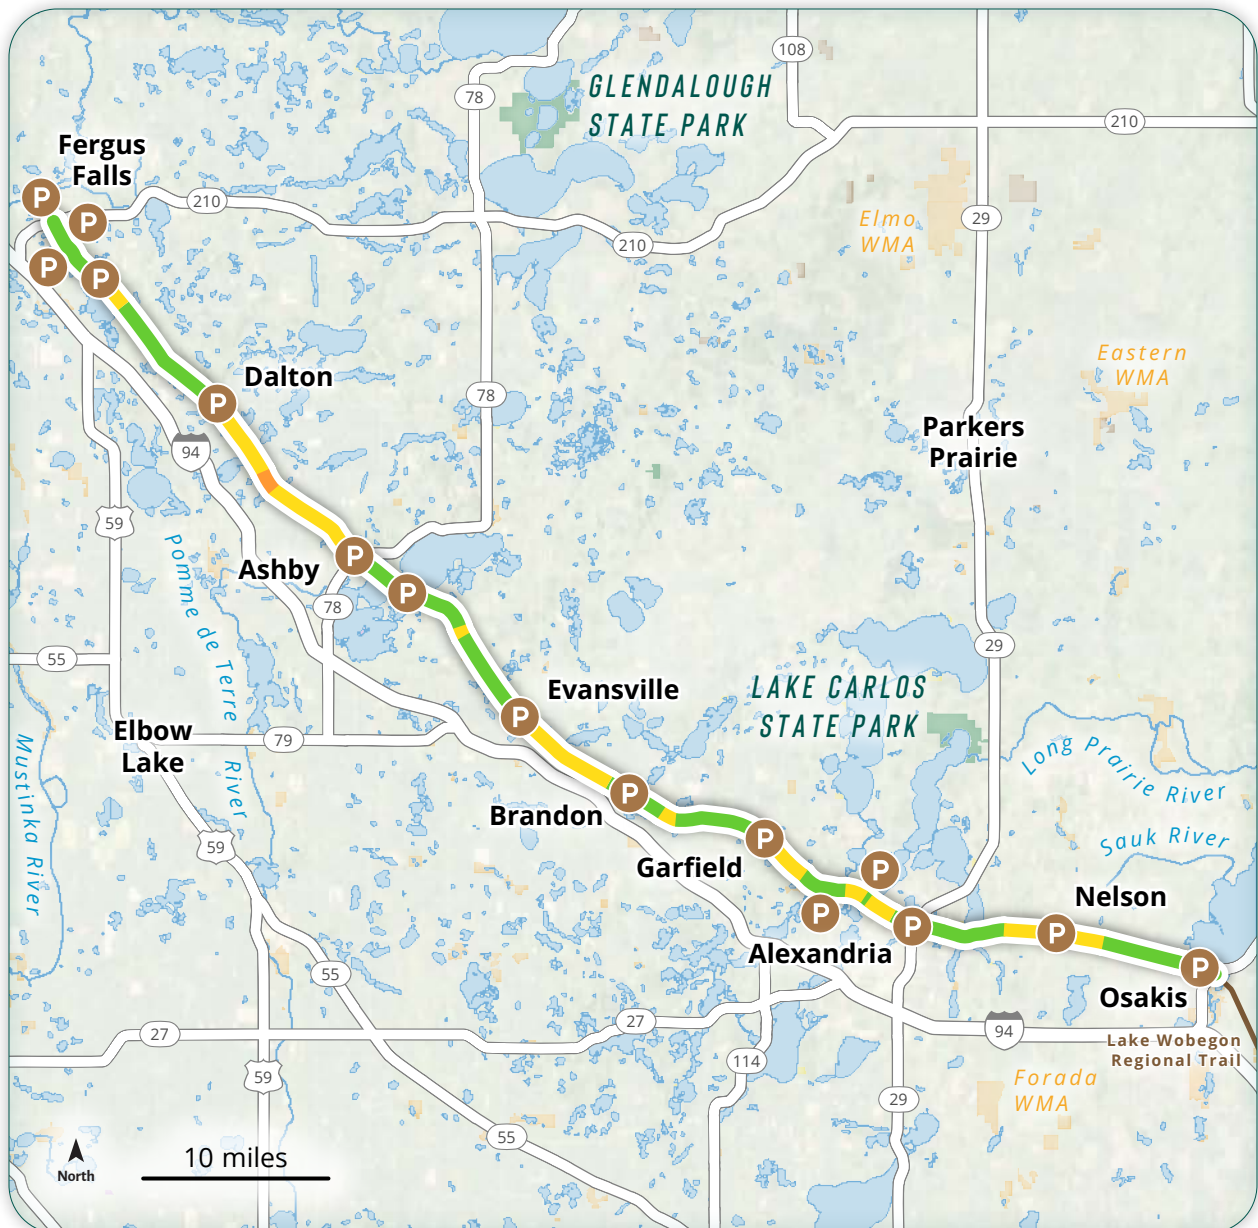 108
GLENDALOUGH
STATE PARK
78
210
Fergus
Falls
P
P
210
Elmo
WMA
29
210
P
P
Eastern
WMA
Dalton
78
P
Parkers
Prairie
94
59
Pomme de Terre River
P
Ashby
P
78
29
55
Evansville
LAKE CARLOS
STATE PARK
P
Elbow
Lake
79
Long Prairie River
Mustinka River
P
Brandon
Sauk River
59
P
Garfield
P
Nelson
P
P
P
Alexandria
P
55
Osakis
27
27
94
Lake Wobegon
Regional Trail
59
114
Forada
WMA
29
55
10 miles
North